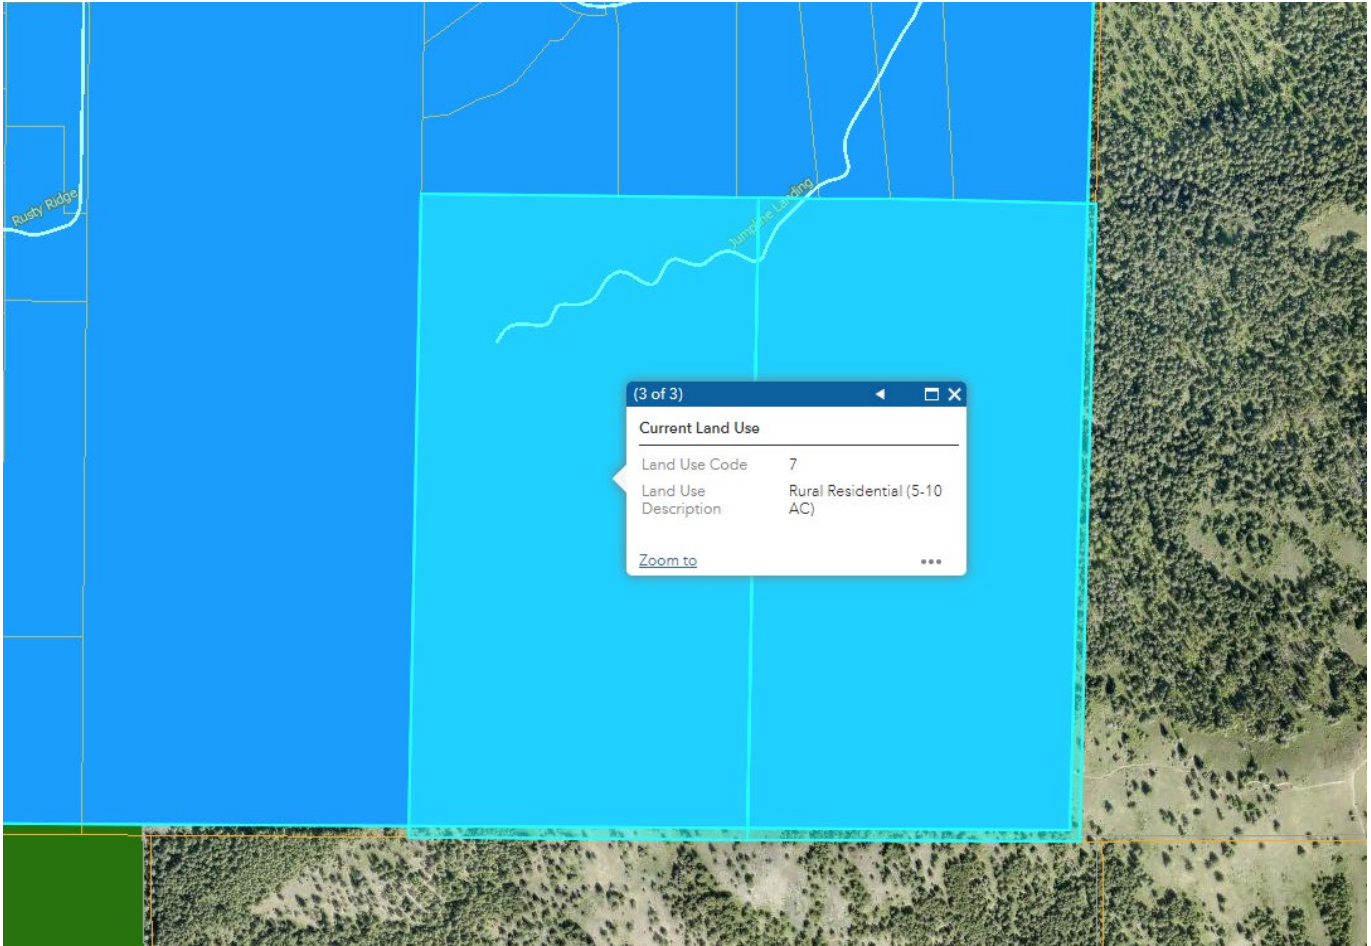 Rusty Ridge
Jumpline Landing
(3 of 3)
Current Land Use
Land Use Code 7
Land Use Description Rural Residential (5-10 AC)
Zoom to